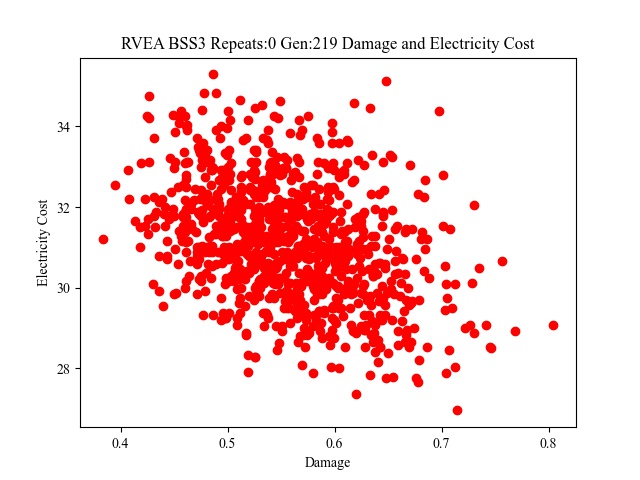 RVEA BSS3 Repeats:0 Gen:219 Damage and Electricity Cost
34
32
30
28
Electricity Cost
0.4 0.5 0.6 0.7 0.8
Damage